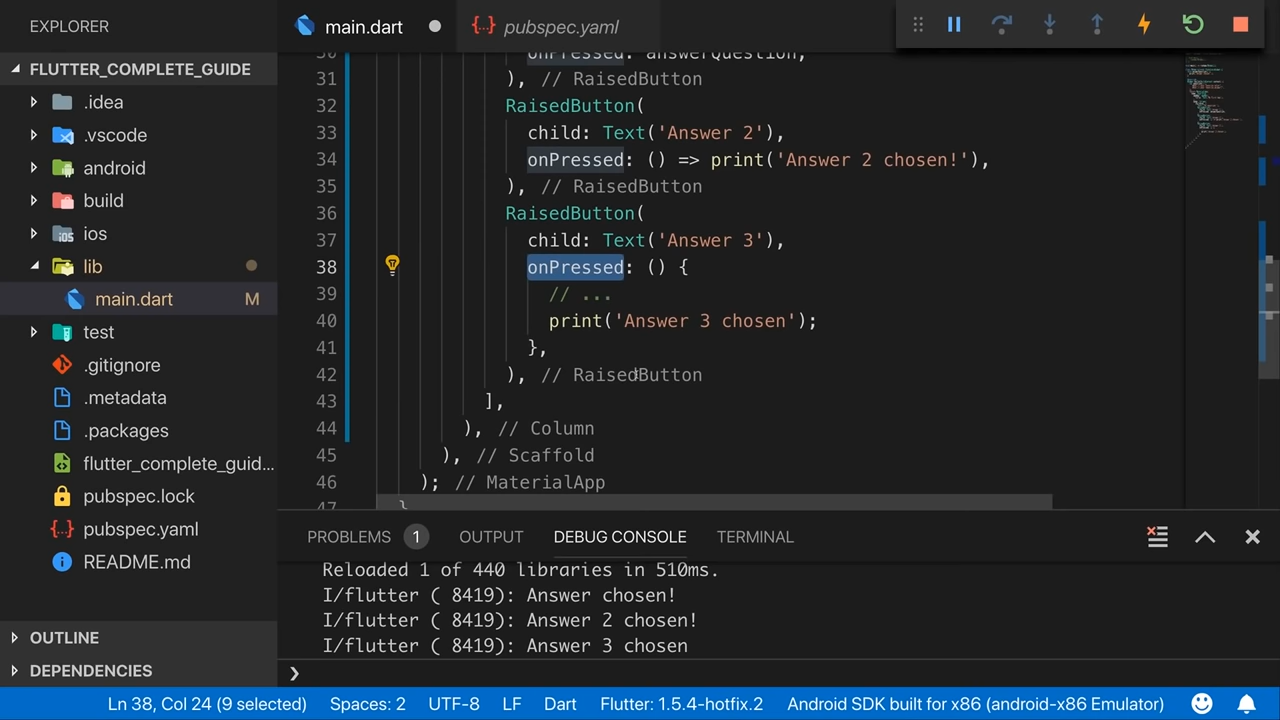 EXPLORER
main.dart
pubspec.yaml
FLUTTER_COMPLETE_GUIDE
.idea
.vscode
android
build
ios
lib
main.dart M
test
.gitignore
.metadata
.packages
flutter_complete_guid...
pubspec.lock
pubspec.yaml
README.md
OUTLINE
DEPENDENCIES
30 onPressed: answerQuestion,
31 ), // RaisedButton
32 RaisedButton(
33 child: Text('Answer 2'),
34 onPressed: () => print('Answer 2 chosen!'),
35 ), // RaisedButton
36 RaisedButton(
37 child: Text('Answer 3'),
38 onPressed: () {
39 // ...
40 print('Answer 3 chosen');
41 },
42 ), // RaisedButton
43 ],
44 ), // Column
45 ), // Scaffold
46 ); // MaterialApp
47 }
PROBLEMS 1 OUTPUT DEBUG CONSOLE TERMINAL
Reloaded 1 of 440 libraries in 510ms.
I/flutter ( 8419): Answer chosen!
I/flutter ( 8419): Answer 2 chosen!
I/flutter ( 8419): Answer 3 chosen
Ln 38, Col 24 (9 selected) Spaces: 2 UTF-8 LF Dart Flutter: 1.5.4-hotfix.2 Android SDK built for x86 (android-x86 Emulator)